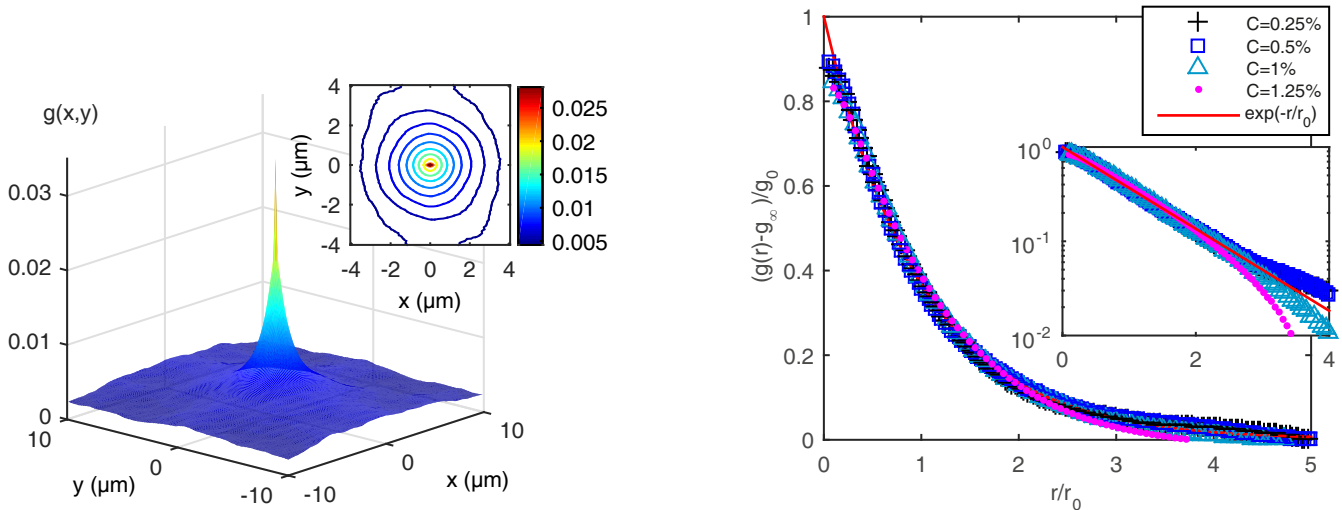 g(x,y)
0.03
0.02
0.01
0
10
0
-10
y (µm)
-10
0
10
x (µm)
4
2
0
-2
-4
y (µm)
-4 -2 0 2 4
x (µm)
0.025
0.02
0.015
0.01
0.005
1
0.8
0.6
0.4
0.2
0
(g(r)-g∞)/g0
0 1 2 3 4 5
r/r0
C=0.25%
C=0.5%
C=1%
C=1.25%
exp(-r/r0)
10^0
10^-1
10^-2
0 2 4